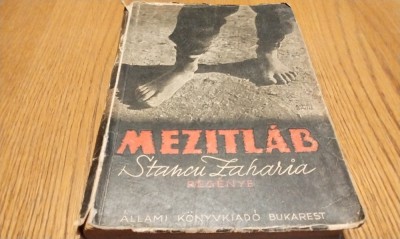 MEZITLÁB
Stancu Zaharia
REGÉNYE
ÁLLAMI KÖNYVKIADÓ BUKAREST